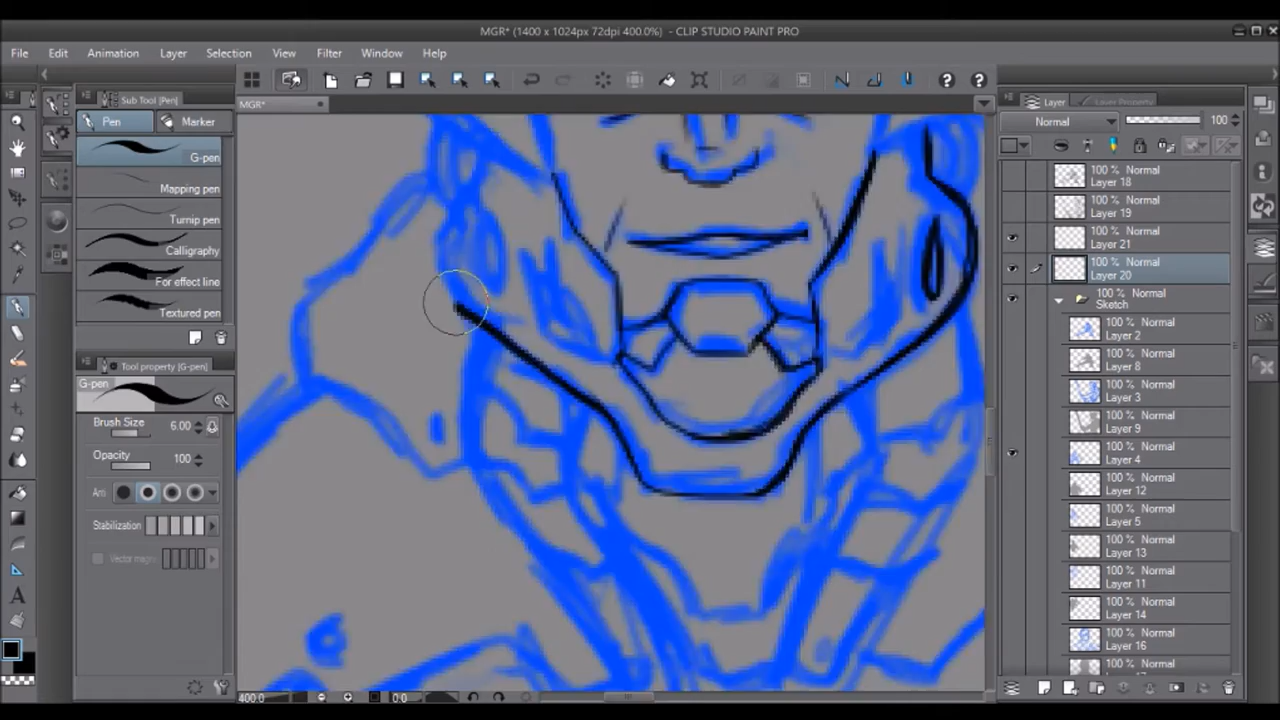 MGR* (1400 x 1024px 72dpi 400.0%) - CLIP STUDIO PAINT PRO
File Edit Animation Layer Selection View Filter Window Help
Sub Tool [Pen]
MGR*
Layer Layer Property
Pen Marker
Normal 100
G-pen
Mapping pen
Turnip pen
Calligraphy
For effect line
Textured pen
Tool property [G-pen]
G-pen
Brush Size 6.00
Opacity 100
Anti
Stabilization
Vector magn
100 % Normal
Layer 18
100 % Normal
Layer 19
100 % Normal
Layer 21
100 % Normal
Layer 20
100 % Normal
Sketch
100 % Normal
Layer 2
100 % Normal
Layer 8
100 % Normal
Layer 3
100 % Normal
Layer 9
100 % Normal
Layer 4
100 % Normal
Layer 12
100 % Normal
Layer 5
100 % Normal
Layer 13
100 % Normal
Layer 11
100 % Normal
Layer 14
100 % Normal
Layer 16
100 % Normal
400.0 0.0